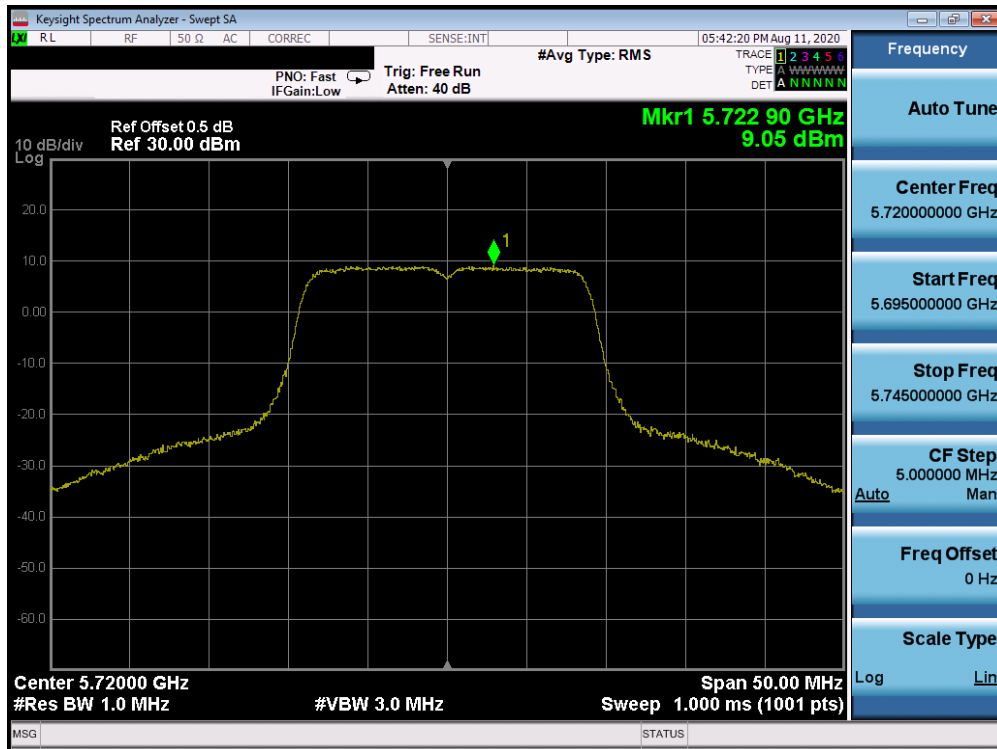 Keysight Spectrum Analyzer - Swept SA
LXI RL RF 50 Ω AC CORREC SENSE:INT 05:42:20 PM Aug 11, 2020
#Avg Type: RMS TRACE 1 2 3 4 5 6
PNO: Fast Trig: Free Run TYPE A WWWWW
IFGain:Low Atten: 40 dB DET A N N N N N
Frequency
Auto Tune
Mkr1 5.722 90 GHz
9.05 dBm
Ref Offset 0.5 dB
10 dB/div Ref 30.00 dBm
Log
20.0
10.0
0.00
-10.0
-20.0
-30.0
-40.0
-50.0
-60.0
1
Center Freq
5.720000000 GHz
Start Freq
5.695000000 GHz
Stop Freq
5.745000000 GHz
CF Step
5.000000 MHz
Auto Man
Freq Offset
0 Hz
Scale Type
Log Lin
Center 5.72000 GHz Span 50.00 MHz
#Res BW 1.0 MHz #VBW 3.0 MHz Sweep 1.000 ms (1001 pts)
MSG STATUS